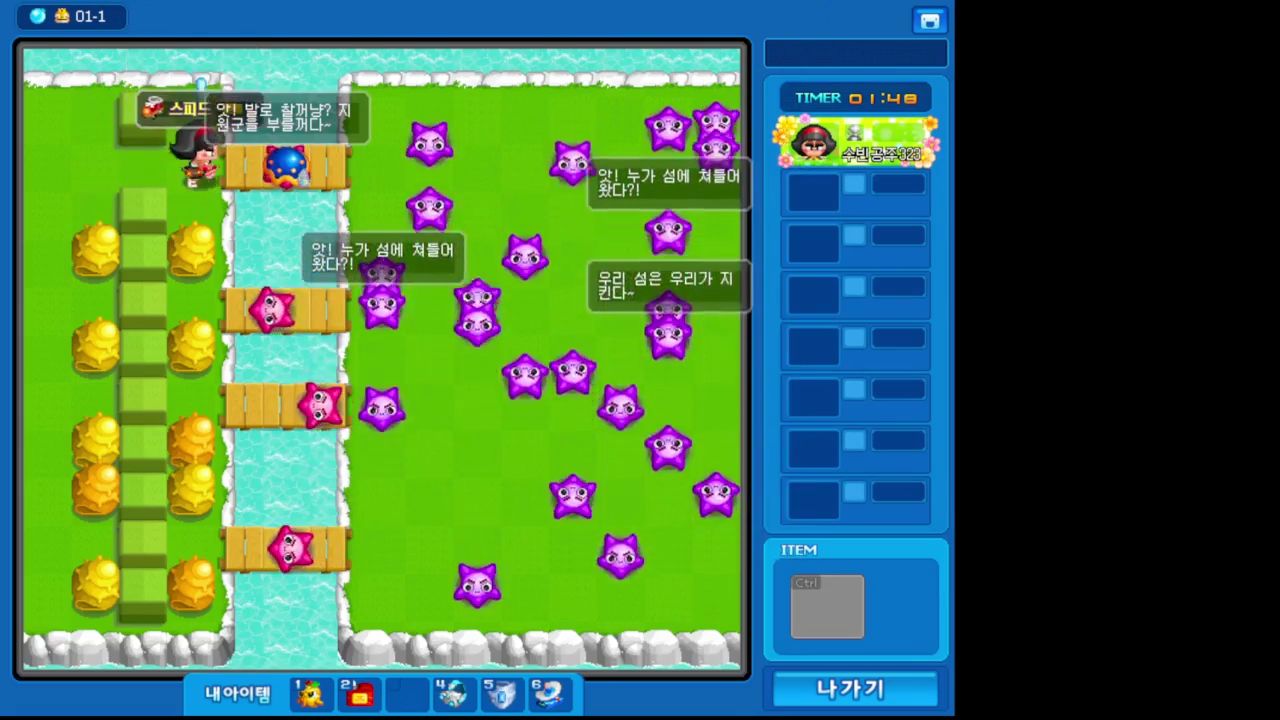 01-1
스피드
앗! 발로 찰꺼냥? 지
원군를 부를꺼다~
앗! 누가 섬에 쳐들어
왔다?!
앗! 누가 섬에 쳐들어
왔다?!
우리 섬은 우리가 지
킨다~
TIMER 01:48
수빈공주323
ITEM
Ctrl
나가기
내아이템
1
2
4
5
6